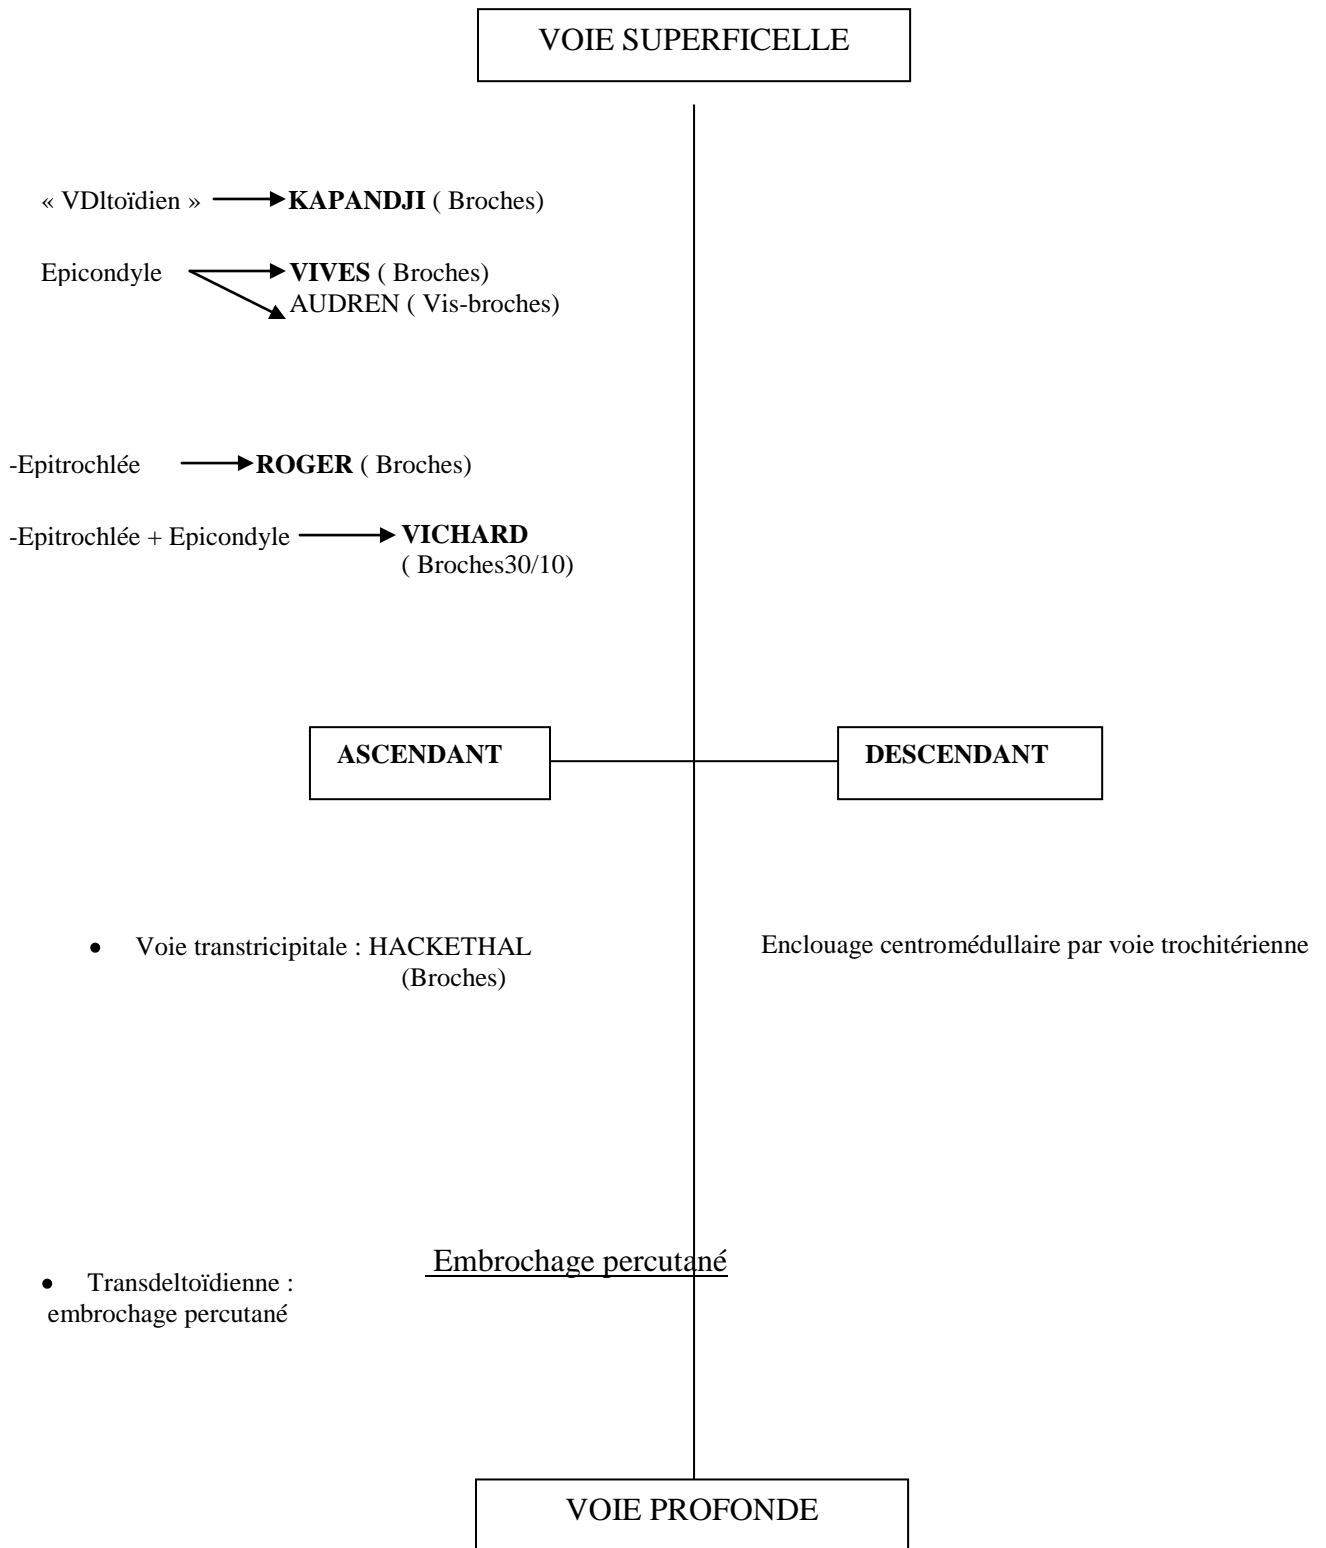 VOIE SUPERFICELLE
« VDltoïdien » KAPANDJI ( Broches)
Epicondyle VIVES ( Broches)
AUDREN ( Vis-broches)
-Epitrochlée ROGER ( Broches)
-Epitrochlée + Epicondyle VICHARD
( Broches30/10)
ASCENDANT DESCENDANT
• Voie transtricipitale : HACKETHAL
(Broches)
Enclouage centromédullaire par voie trochitérienne
Embrochage percutané
• Transdeltoïdienne :
embrochage percutané
VOIE PROFONDE